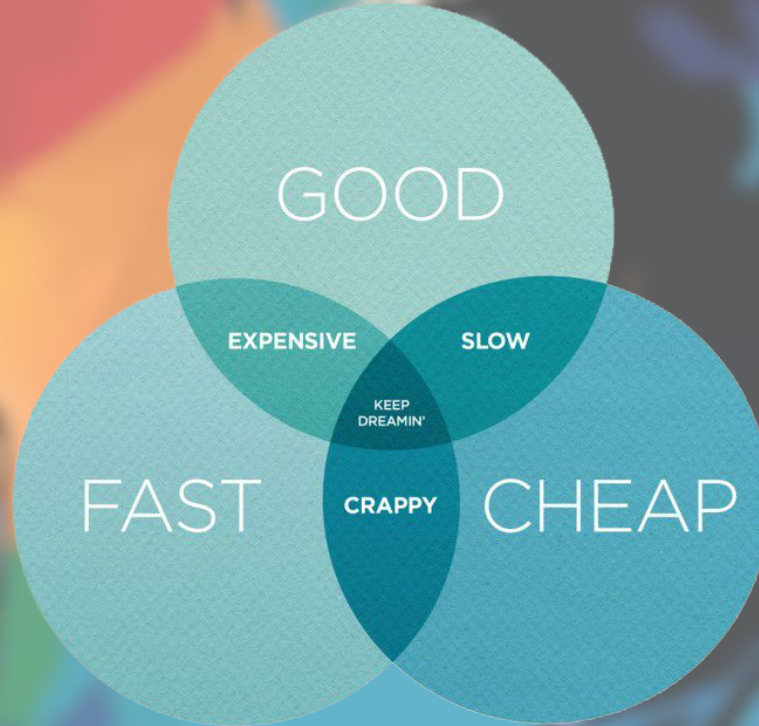 GOOD
EXPENSIVE
SLOW
KEEP
DREAMIN'
FAST
CRAPPY
CHEAP